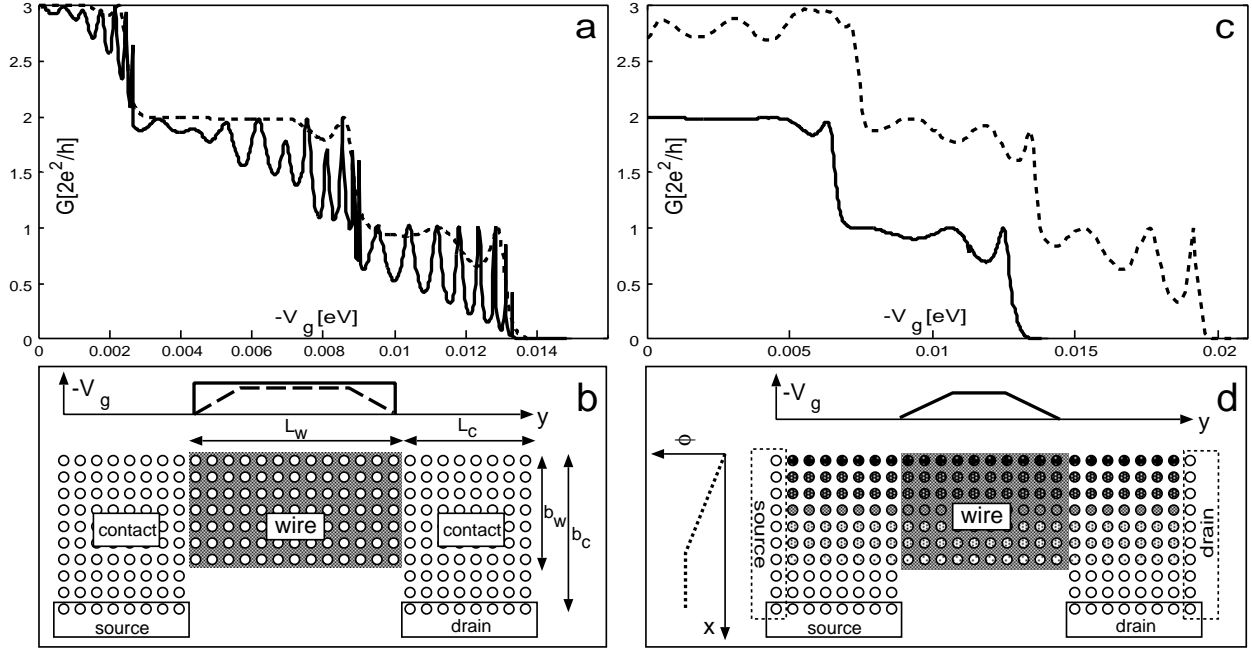 3
2.5
2
1.5
1
0.5
0
G[2e²/h]
a
-V g [eV]
0 0.002 0.004 0.006 0.008 0.01 0.012 0.014
3
2.5
2
1.5
1
0.5
0
G[2e²/h]
c
-V g [eV]
0 0.005 0.01 0.015 0.02
-V g
b
y
L w
L c
contact
wire
contact
b w
b c
source
drain
-V g
d
y
ϕ
source
wire
drain
x
source
drain